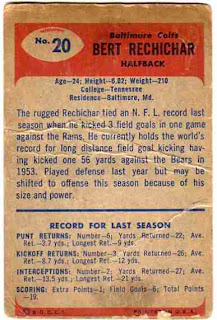 Baltimore Colts
No. 20
BERT RECHICHAR
HALFBACK
Age—24; Height—6.02; Weight—210
College—Tennessee
Residence—Baltimore, Md.
The rugged Rechichar tied an N. F. L. record last
season when he kicked 3 field goals in one game
against the Rams. He currently holds the world's
record for long distance field goal kicking hav-
ing kicked one 56 yards against the Bears in
1953. Played defense last year but may be
shifted to offense this season because of his
size and power.
RECORD FOR LAST SEASON
PUNT RETURNS: Number—6; Yards Returned—22; Ave.
Ret.—3.7 yds.; Longest Ret.—9 yds.
KICKOFF RETURNS: Number—3 Yards Returned—26 yds.;
Ret.—8.7 yds.; Longest Ret.—12 yds.
INTERCEPTIONS: Number—2; Yds. Returned—27; Ave.
Ret.—13.5 yds.; Longest Ret.—21 yds.
SCORING: Extra Points—1; Field Goals—6; Total Points
—19.
B. G. C. I.
PRINTED IN U.S.A.